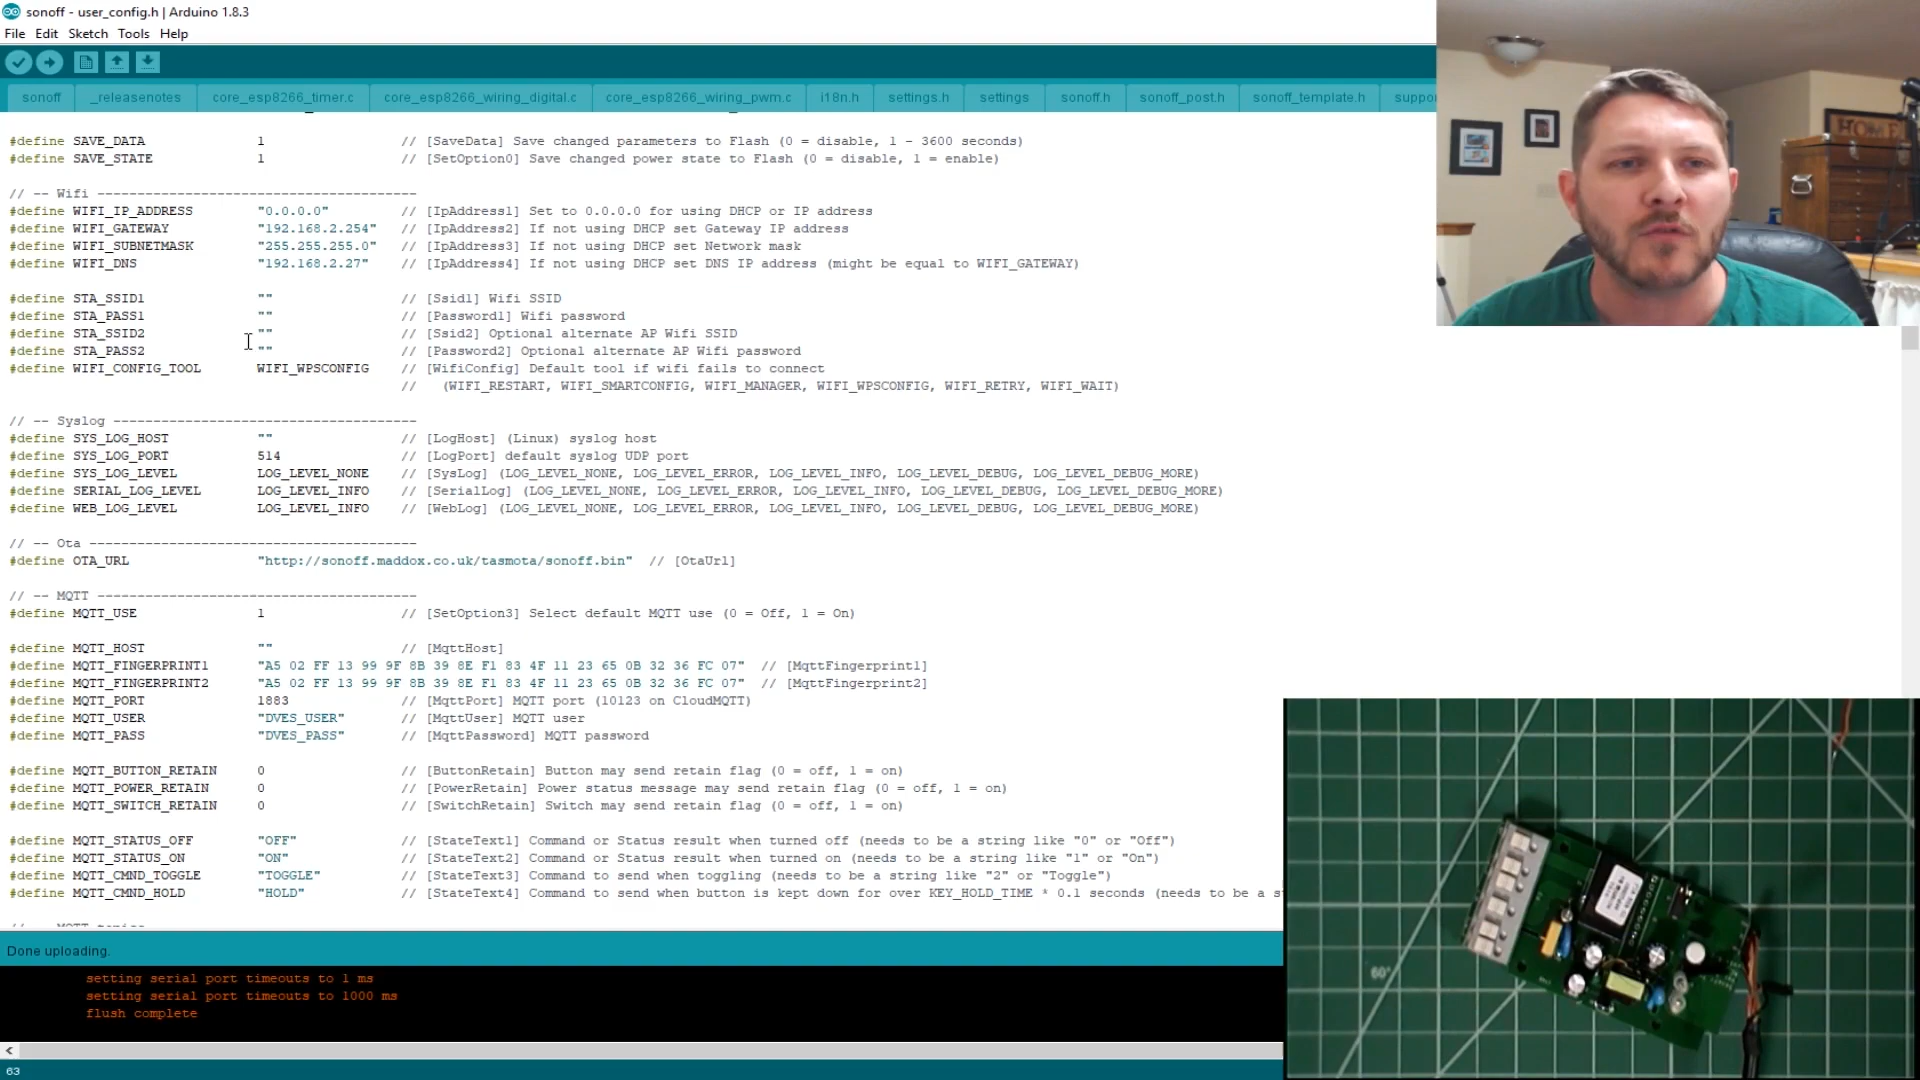 sonoff - user_config.h | Arduino 1.8.3
File Edit Sketch Tools Help
sonoff _releasenotes core_esp8266_timer.c core_esp8266_wiring_digital.c core_esp8266_wiring_pwm.c i18n.h settings.h settings sonoff.h sonoff_post.h sonoff_template.h suppor
#define SAVE_DATA 1 // [SaveData] Save changed parameters to Flash (0 = disable, 1 - 3600 seconds)
#define SAVE_STATE 1 // [SetOption0] Save changed power state to Flash (0 = disable, 1 = enable)
// -- Wifi ----------------------------------------
#define WIFI_IP_ADDRESS "0.0.0.0" // [IpAddress1] Set to 0.0.0.0 for using DHCP or IP address
#define WIFI_GATEWAY "192.168.2.254" // [IpAddress2] If not using DHCP set Gateway IP address
#define WIFI_SUBNETMASK "255.255.255.0" // [IpAddress3] If not using DHCP set Network mask
#define WIFI_DNS "192.168.2.27" // [IpAddress4] If not using DHCP set DNS IP address (might be equal to WIFI_GATEWAY)
#define STA_SSID1 "" // [Ssid1] Wifi SSID
#define STA_PASS1 "" // [Password1] Wifi password
#define STA_SSID2 "" // [Ssid2] Optional alternate AP Wifi SSID
#define STA_PASS2 "" // [Password2] Optional alternate AP Wifi password
#define WIFI_CONFIG_TOOL WIFI_WPSCONFIG // [WifiConfig] Default tool if wifi fails to connect
// (WIFI_RESTART, WIFI_SMARTCONFIG, WIFI_MANAGER, WIFI_WPSCONFIG, WIFI_RETRY, WIFI_WAIT)
// -- Syslog --------------------------------------
#define SYS_LOG_HOST "" // [LogHost] (Linux) syslog host
#define SYS_LOG_PORT 514 // [LogPort] default syslog UDP port
#define SYS_LOG_LEVEL LOG_LEVEL_NONE // [SysLog] (LOG_LEVEL_NONE, LOG_LEVEL_ERROR, LOG_LEVEL_INFO, LOG_LEVEL_DEBUG, LOG_LEVEL_DEBUG_MORE)
#define SERIAL_LOG_LEVEL LOG_LEVEL_INFO // [SerialLog] (LOG_LEVEL_NONE, LOG_LEVEL_ERROR, LOG_LEVEL_INFO, LOG_LEVEL_DEBUG, LOG_LEVEL_DEBUG_MORE)
#define WEB_LOG_LEVEL LOG_LEVEL_INFO // [WebLog] (LOG_LEVEL_NONE, LOG_LEVEL_ERROR, LOG_LEVEL_INFO, LOG_LEVEL_DEBUG, LOG_LEVEL_DEBUG_MORE)
// -- Ota -----------------------------------------
#define OTA_URL "http://sonoff.maddox.co.uk/tasmota/sonoff.bin" // [OtaUrl]
// -- MQTT ----------------------------------------
#define MQTT_USE 1 // [SetOption3] Select default MQTT use (0 = Off, 1 = On)
#define MQTT_HOST "" // [MqttHost]
#define MQTT_FINGERPRINT1 "A5 02 FF 13 99 9F 8B 39 8E F1 83 4F 11 23 65 0B 32 36 FC 07" // [MqttFingerprint1]
#define MQTT_FINGERPRINT2 "A5 02 FF 13 99 9F 8B 39 8E F1 83 4F 11 23 65 0B 32 36 FC 07" // [MqttFingerprint2]
#define MQTT_PORT 1883 // [MqttPort] MQTT port (10123 on CloudMQTT)
#define MQTT_USER "DVES_USER" // [MqttUser] MQTT user
#define MQTT_PASS "DVES_PASS" // [MqttPassword] MQTT password
#define MQTT_BUTTON_RETAIN 0 // [ButtonRetain] Button may send retain flag (0 = off, 1 = on)
#define MQTT_POWER_RETAIN 0 // [PowerRetain] Power status message may send retain flag (0 = off, 1 = on)
#define MQTT_SWITCH_RETAIN 0 // [SwitchRetain] Switch may send retain flag (0 = off, 1 = on)
#define MQTT_STATUS_OFF "OFF" // [StateText1] Command or Status result when turned off (needs to be a string like "0" or "Off")
#define MQTT_STATUS_ON "ON" // [StateText2] Command or Status result when turned on (needs to be a string like "1" or "On")
#define MQTT_CMND_TOGGLE "TOGGLE" // [StateText3] Command to send when toggling (needs to be a string like "2" or "Toggle")
#define MQTT_CMND_HOLD "HOLD" // [StateText4] Command to send when button is kept down for over KEY_HOLD_TIME * 0.1 seconds (needs to be a s
Done uploading.
setting serial port timeouts to 1 ms
setting serial port timeouts to 1000 ms
flush complete
63
HOME
60°